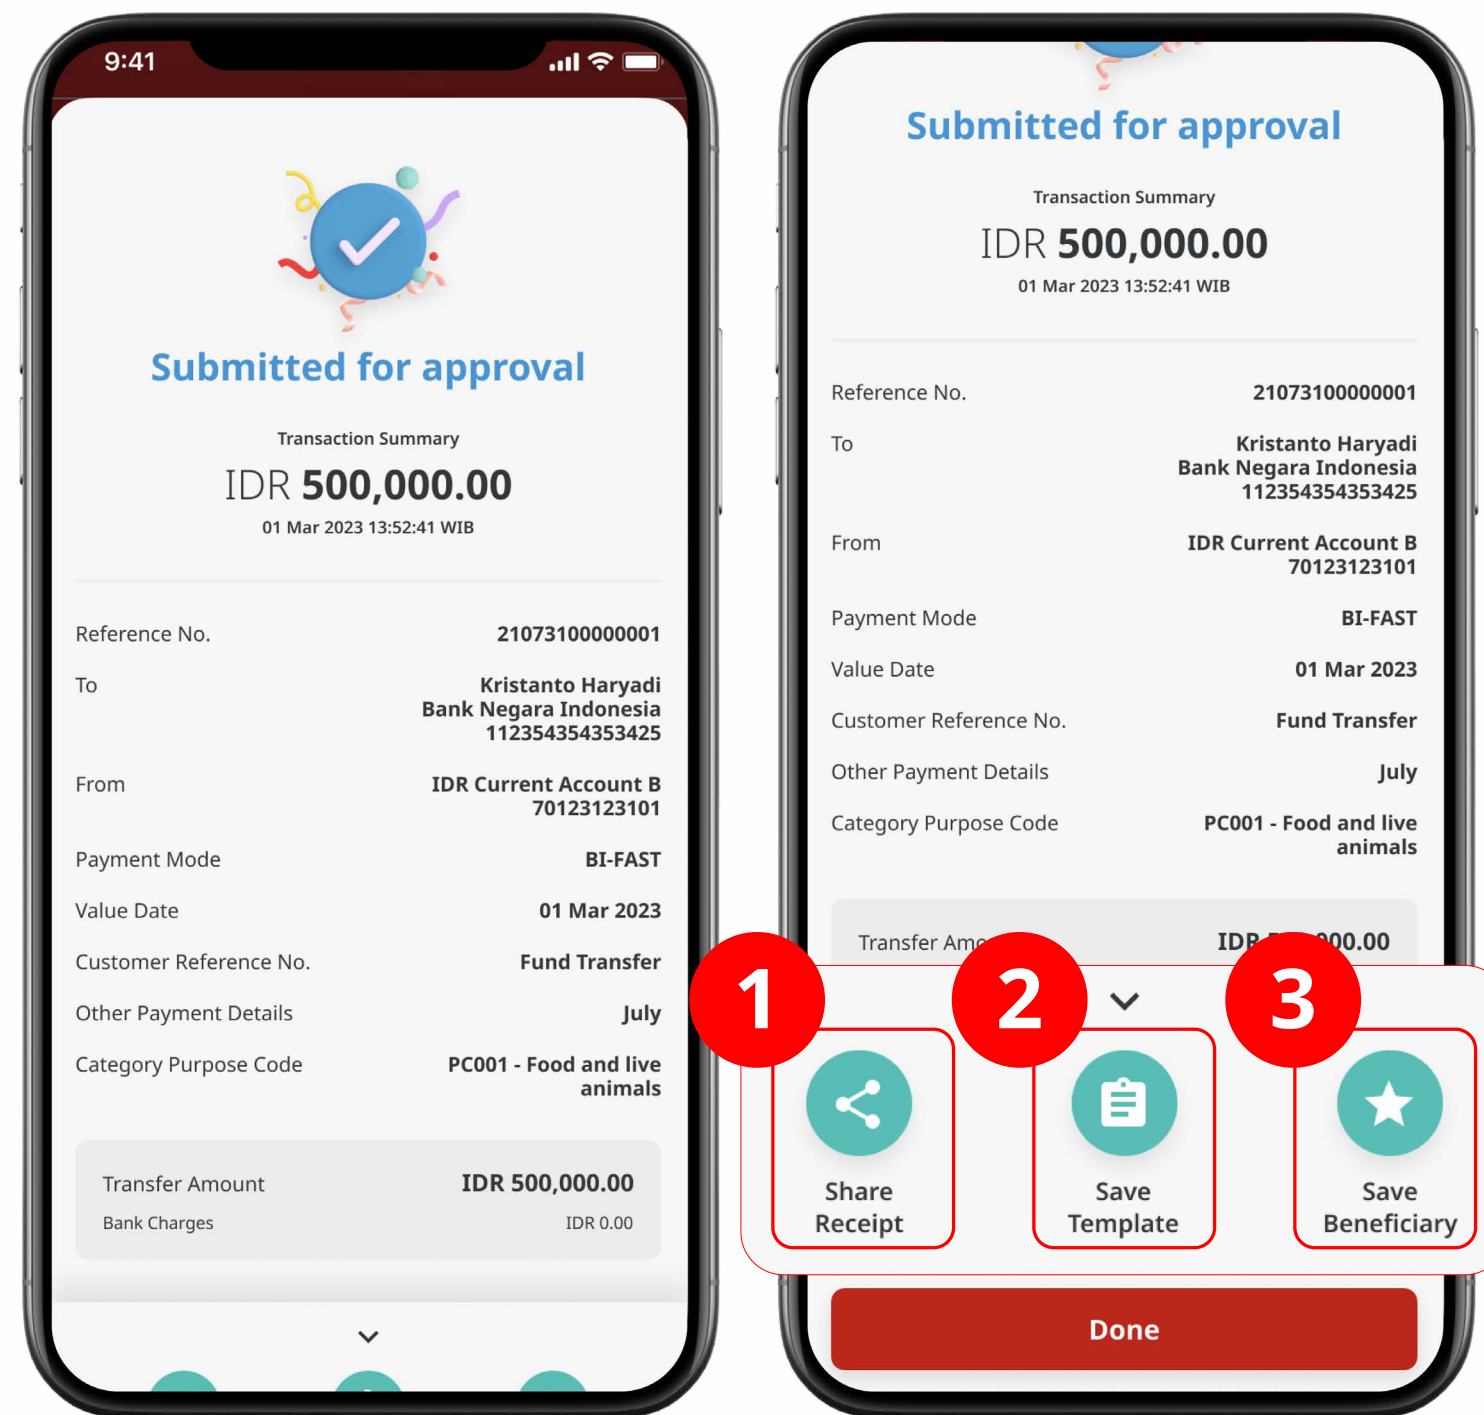 9:41
Submitted for approval
Transaction Summary
IDR 500,000.00
01 Mar 2023 13:52:41 WIB
Reference No. 21073100000001
To Kristanto Haryadi
Bank Negara Indonesia
112354354353425
From IDR Current Account B
70123123101
Payment Mode BI-FAST
Value Date 01 Mar 2023
Customer Reference No. Fund Transfer
Other Payment Details July
Category Purpose Code PC001 - Food and live
animals
Transfer Amount IDR 500,000.00
Bank Charges IDR 0.00
Submitted for approval
Transaction Summary
IDR 500,000.00
01 Mar 2023 13:52:41 WIB
Reference No. 21073100000001
To Kristanto Haryadi
Bank Negara Indonesia
112354354353425
From IDR Current Account B
70123123101
Payment Mode BI-FAST
Value Date 01 Mar 2023
Customer Reference No. Fund Transfer
Other Payment Details July
Category Purpose Code PC001 - Food and live
animals
Transfer
1 2 3
Share
Receipt
Save
Template
Save
Beneficiary
Done